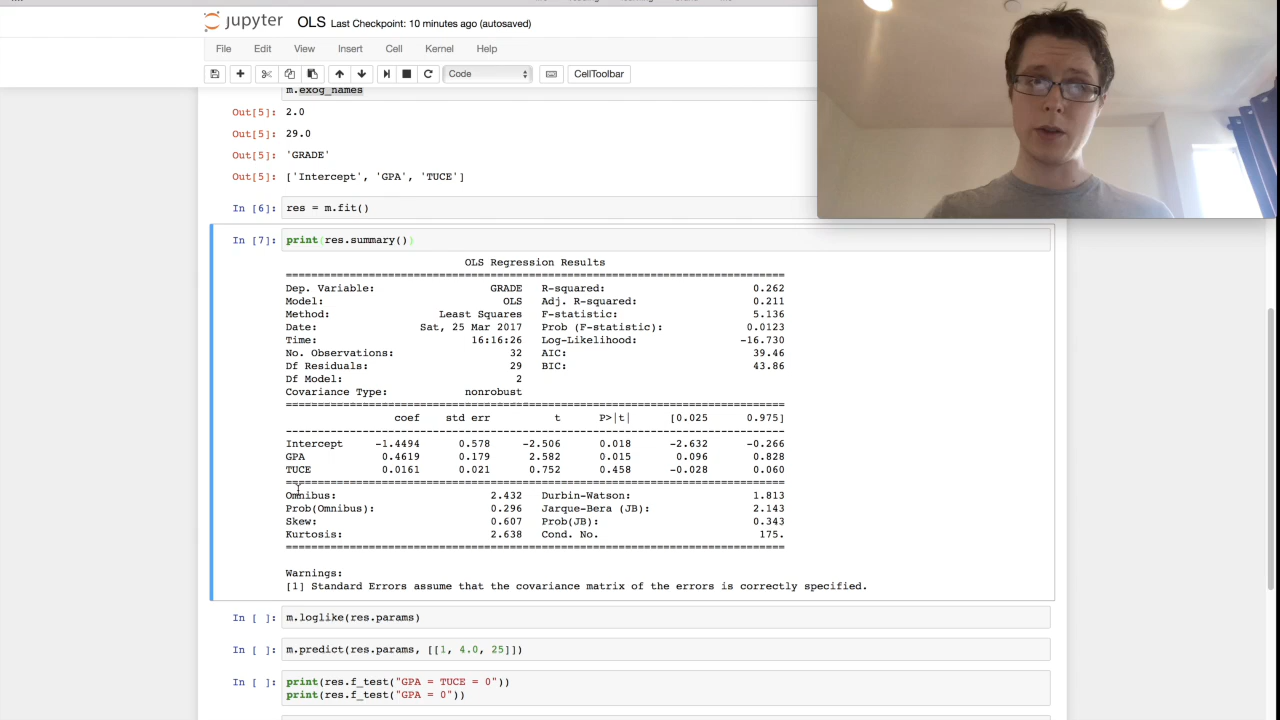 jupyter OLS Last Checkpoint: 10 minutes ago (autosaved)
File Edit View Insert Cell Kernel Help
Code CellToolbar
m.exog_names
Out[5]: 2.0
Out[5]: 29.0
Out[5]: 'GRADE'
Out[5]: ['Intercept', 'GPA', 'TUCE']
In [6]: res = m.fit()
In [7]: print(res.summary())
OLS Regression Results
==============================================================================
Dep. Variable: GRADE R-squared: 0.262
Model: OLS Adj. R-squared: 0.211
Method: Least Squares F-statistic: 5.136
Date: Sat, 25 Mar 2017 Prob (F-statistic): 0.0123
Time: 16:16:26 Log-Likelihood: -16.730
No. Observations: 32 AIC: 39.46
Df Residuals: 29 BIC: 43.86
Df Model: 2
Covariance Type: nonrobust
==============================================================================
coef std err t P>|t| [0.025 0.975]
------------------------------------------------------------------------------
Intercept -1.4494 0.578 -2.506 0.018 -2.632 -0.266
GPA 0.4619 0.179 2.582 0.015 0.096 0.828
TUCE 0.0161 0.021 0.752 0.458 -0.028 0.060
==============================================================================
Omnibus: 2.432 Durbin-Watson: 1.813
Prob(Omnibus): 0.296 Jarque-Bera (JB): 2.143
Skew: 0.607 Prob(JB): 0.343
Kurtosis: 2.638 Cond. No. 175.
==============================================================================
Warnings:
[1] Standard Errors assume that the covariance matrix of the errors is correctly specified.
In [ ]: m.loglike(res.params)
In [ ]: m.predict(res.params, [[1, 4.0, 25]])
In [ ]: print(res.f_test("GPA = TUCE = 0"))
print(res.f_test("GPA = 0"))